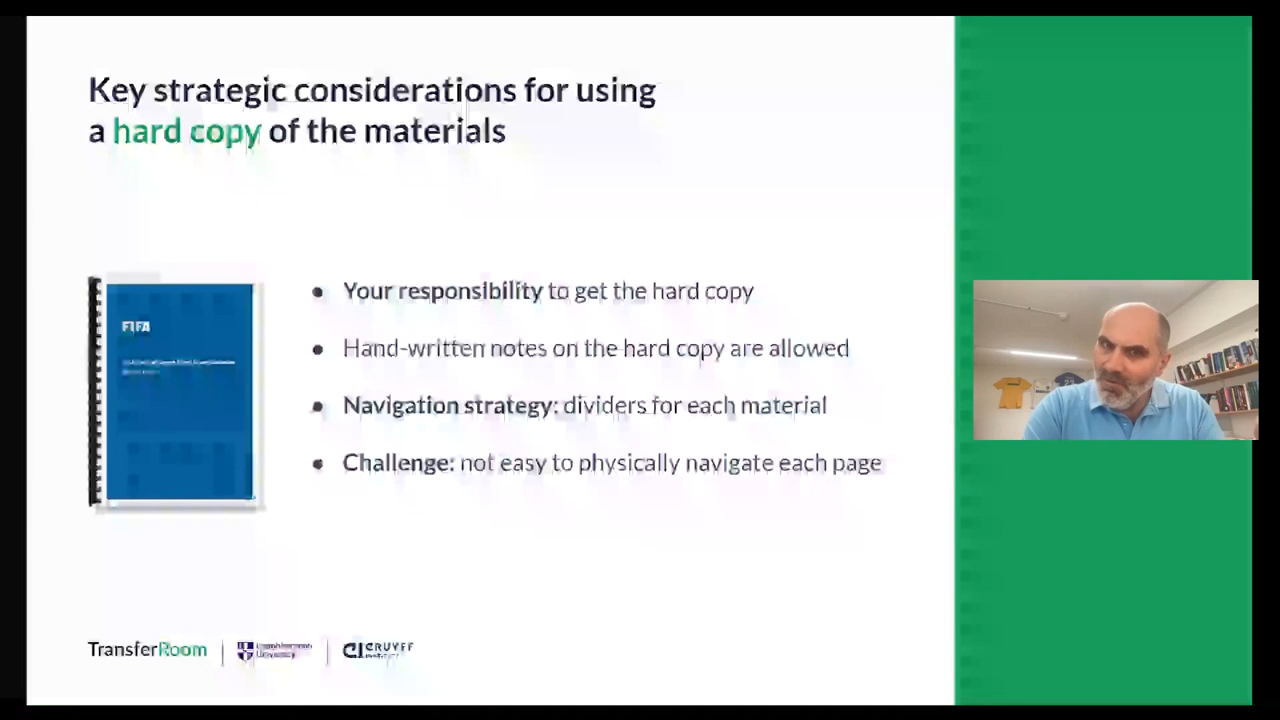 Key strategic considerations for using
a hard copy of the materials
FIFA
• Your responsibility to get the hard copy
• Hand-written notes on the hard copy are allowed
• Navigation strategy: dividers for each material
• Challenge: not easy to physically navigate each page
TransferRoom
Loughborough
University
CRUYFF